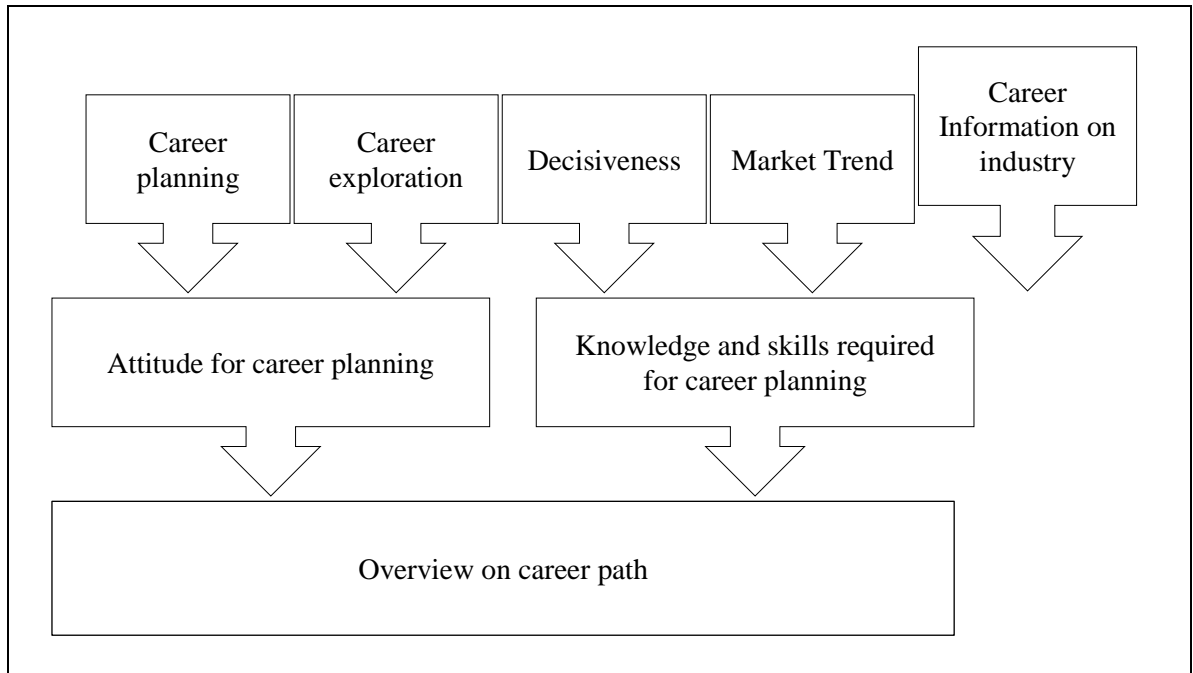 Career
planning
Career
exploration
Decisiveness
Market Trend
Career
Information on
industry
Attitude for career planning
Knowledge and skills required
for career planning
Overview on career path